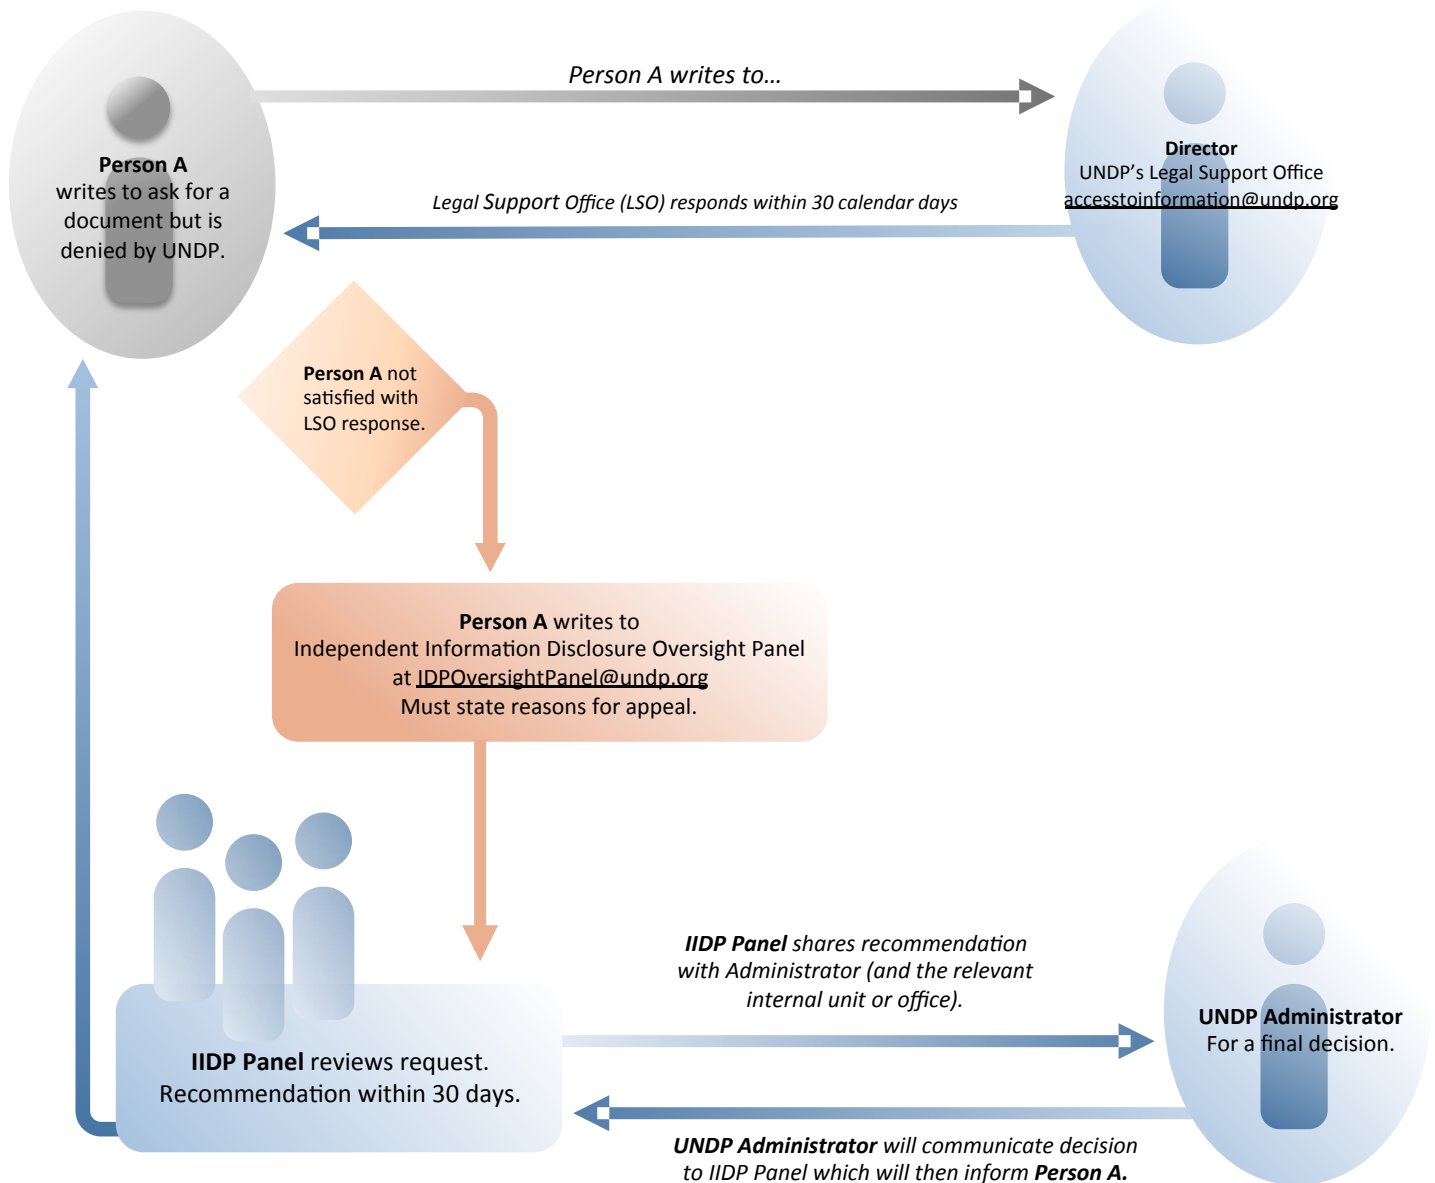 Person A writes to...
Person A
writes to ask for a
document but is
denied by UNDP.
Director
UNDP's Legal Support Office
accesstoinformation@undp.org
Legal Support Office (LSO) responds within 30 calendar days
Person A not
satisfied with
LSO response.
Person A writes to
Independent Information Disclosure Oversight Panel
at IDPOversightPanel@undp.org
Must state reasons for appeal.
IIDP Panel shares recommendation
with Administrator (and the relevant
internal unit or office).
UNDP Administrator
For a final decision.
IIDP Panel reviews request.
Recommendation within 30 days.
UNDP Administrator will communicate decision
to IIDP Panel which will then inform Person A.